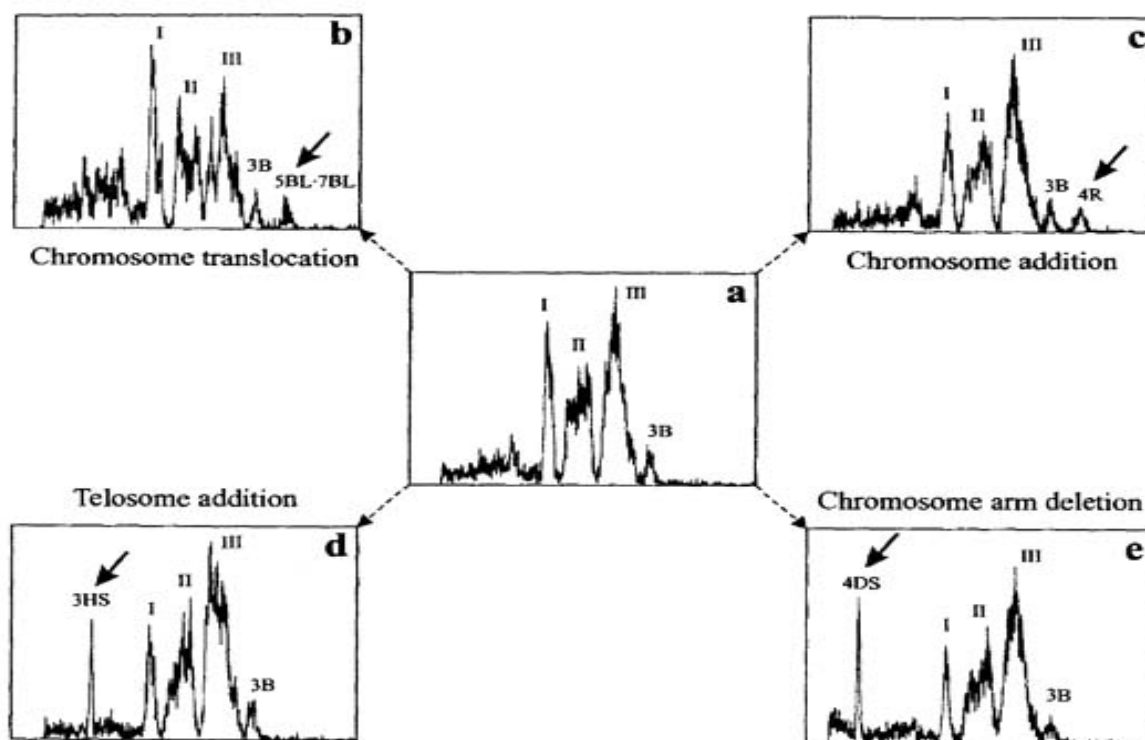 b
I
II
III
3B
5BL·7BL
Chromosome translocation
c
I
II
III
3B
4R
Chromosome addition
a
I
II
III
3B
Telosome addition
d
3HS
I
II
III
3B
Chromosome arm deletion
e
4DS
I
II
III
3B